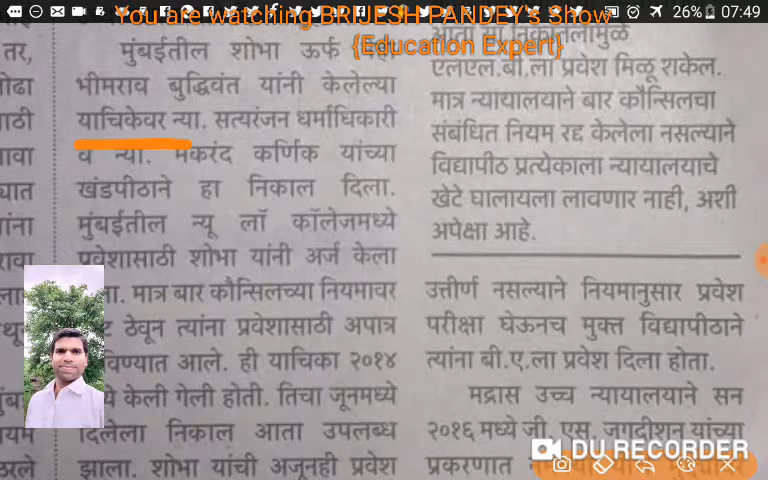 26% 07:49
You are watching BRIJESH PANDEY's Show
{Education Expert}
तर,
गोढा
गाठी
गावा
यात
मुंबईतील शोभा ऊर्फ
भीमराव बुद्धिवंत यांनी केलेल्या
याचिकेवर न्या. सत्यरंजन धर्माधिकारी
व न्या. मकरंद कर्णिक यांच्या
खंडपीठाने हा निकाल दिला.
मुंबईतील न्यू लॉ कॉलेजमध्ये
प्रवेशासाठी शोभा यांनी अर्ज केला
मात्र बार कौन्सिलच्या नियमावर
ठेवून त्यांना प्रवेशासाठी अपात्र
विण्यात आले. ही याचिका २०१४
केली गेली होती. तिचा जूनमध्ये
दिलेला निकाल आता उपलब्ध
झाला. शोभा यांची अजूनही प्रवेश
एलएल.बी.ला प्रवेश मिळू शकेल.
मात्र न्यायालयाने बार कौन्सिलचा
संबंधित नियम रद्द केलेला नसल्याने
विद्यापीठ प्रत्येकाला न्यायालयाचे
खेटे घालायला लावणार नाही, अशी
अपेक्षा आहे.
उत्तीर्ण नसल्याने नियमानुसार प्रवेश
परीक्षा घेऊनच मुक्त विद्यापीठाने
त्यांना बी.ए.ला प्रवेश दिला होता.
मद्रास उच्च न्यायालयाने सन
२०१६ मध्ये जी. एस. जगदीशन यांच्या
प्रकरणात
DU RECORDER